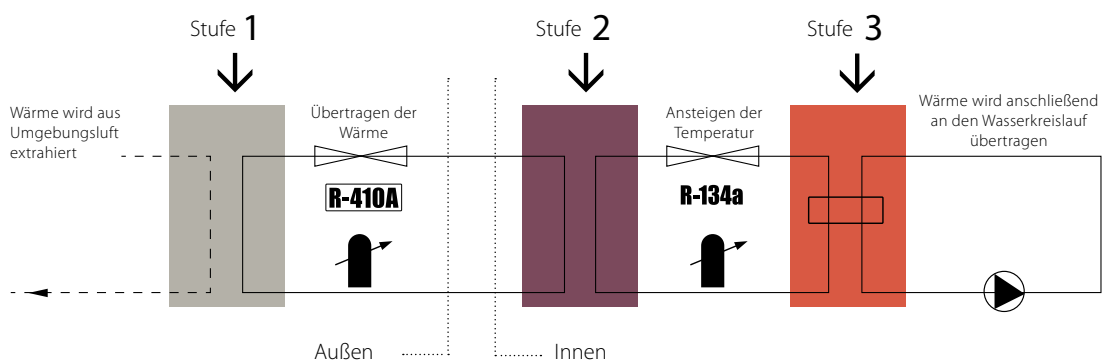 Stufe 1
Stufe 2
Stufe 3
Wärme wird aus
Umgebungsluft
extrahiert
Übertragen der
Wärme
Ansteigen der
Temperatur
Wärme wird anschließend
an den Wasserkreislauf
übertragen
R-410A
R-134a
Außen
Innen